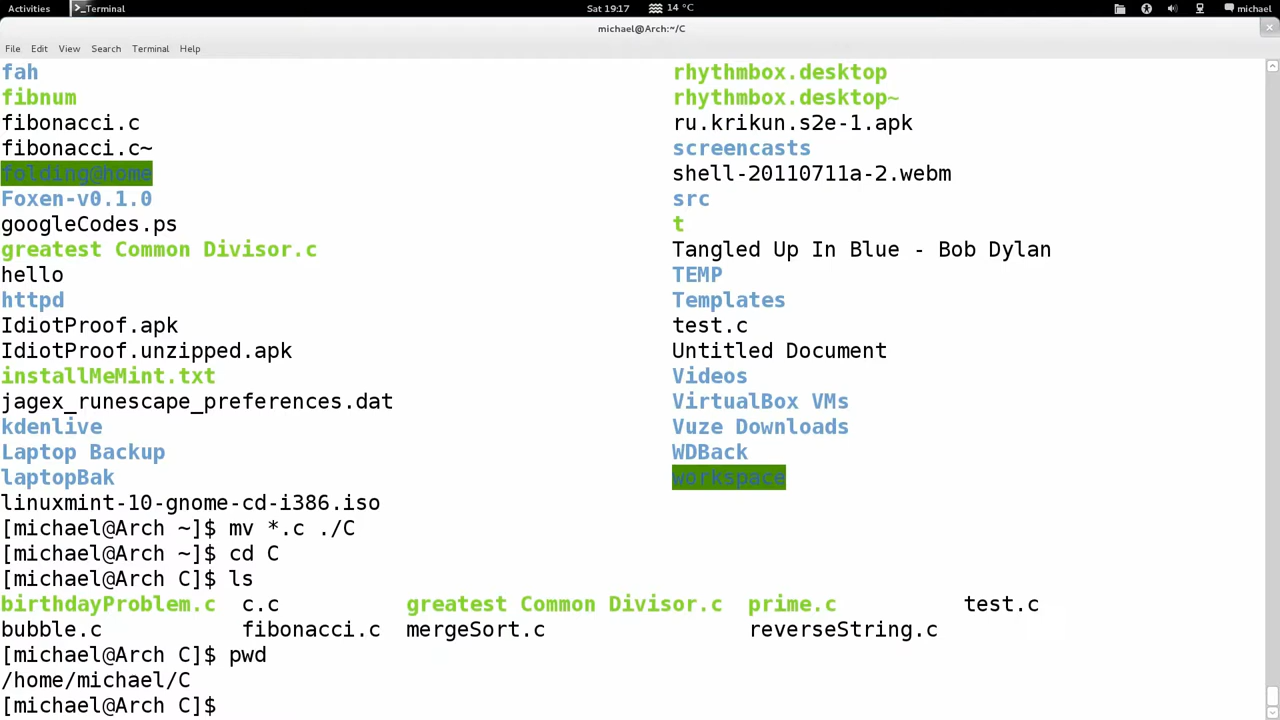 Activities >_Terminal Sat 19:17 14 °C michael
michael@Arch:~/C
File Edit View Search Terminal Help
fah rhythmbox.desktop
fibnum rhythmbox.desktop~
fibonacci.c ru.krikun.s2e-1.apk
fibonacci.c~ screencasts
folding@home shell-20110711a-2.webm
Foxen-v0.1.0 src
googleCodes.ps t
greatest Common Divisor.c Tangled Up In Blue - Bob Dylan
hello TEMP
httpd Templates
IdiotProof.apk test.c
IdiotProof.unzipped.apk Untitled Document
installMeMint.txt Videos
jagex_runescape_preferences.dat VirtualBox VMs
kdenlive Vuze Downloads
Laptop Backup WDBack
laptopBak workspace
linuxmint-10-gnome-cd-i386.iso
[michael@Arch ~]$ mv *.c ./C
[michael@Arch ~]$ cd C
[michael@Arch C]$ ls
birthdayProblem.c c.c greatest Common Divisor.c prime.c test.c
bubble.c fibonacci.c mergeSort.c reverseString.c
[michael@Arch C]$ pwd
/home/michael/C
[michael@Arch C]$